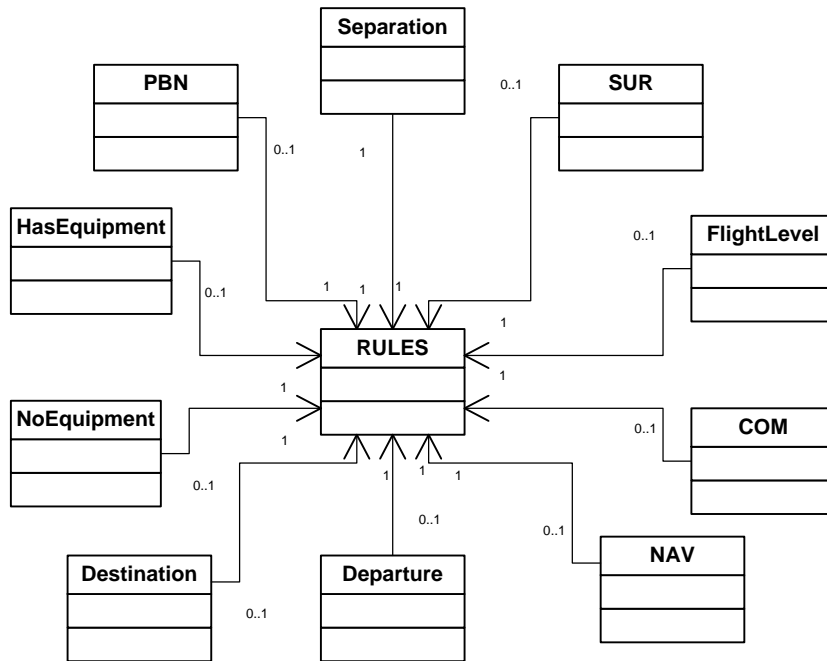 Separation
PBN
SUR
0..1
0..1
1
HasEquipment
FlightLevel
0..1
0..1
1
1
1
1
RULES
1
1
1
NoEquipment
COM
0..1
1
1
1
1
0..1
0..1
0..1
NAV
Destination
Departure
0..1